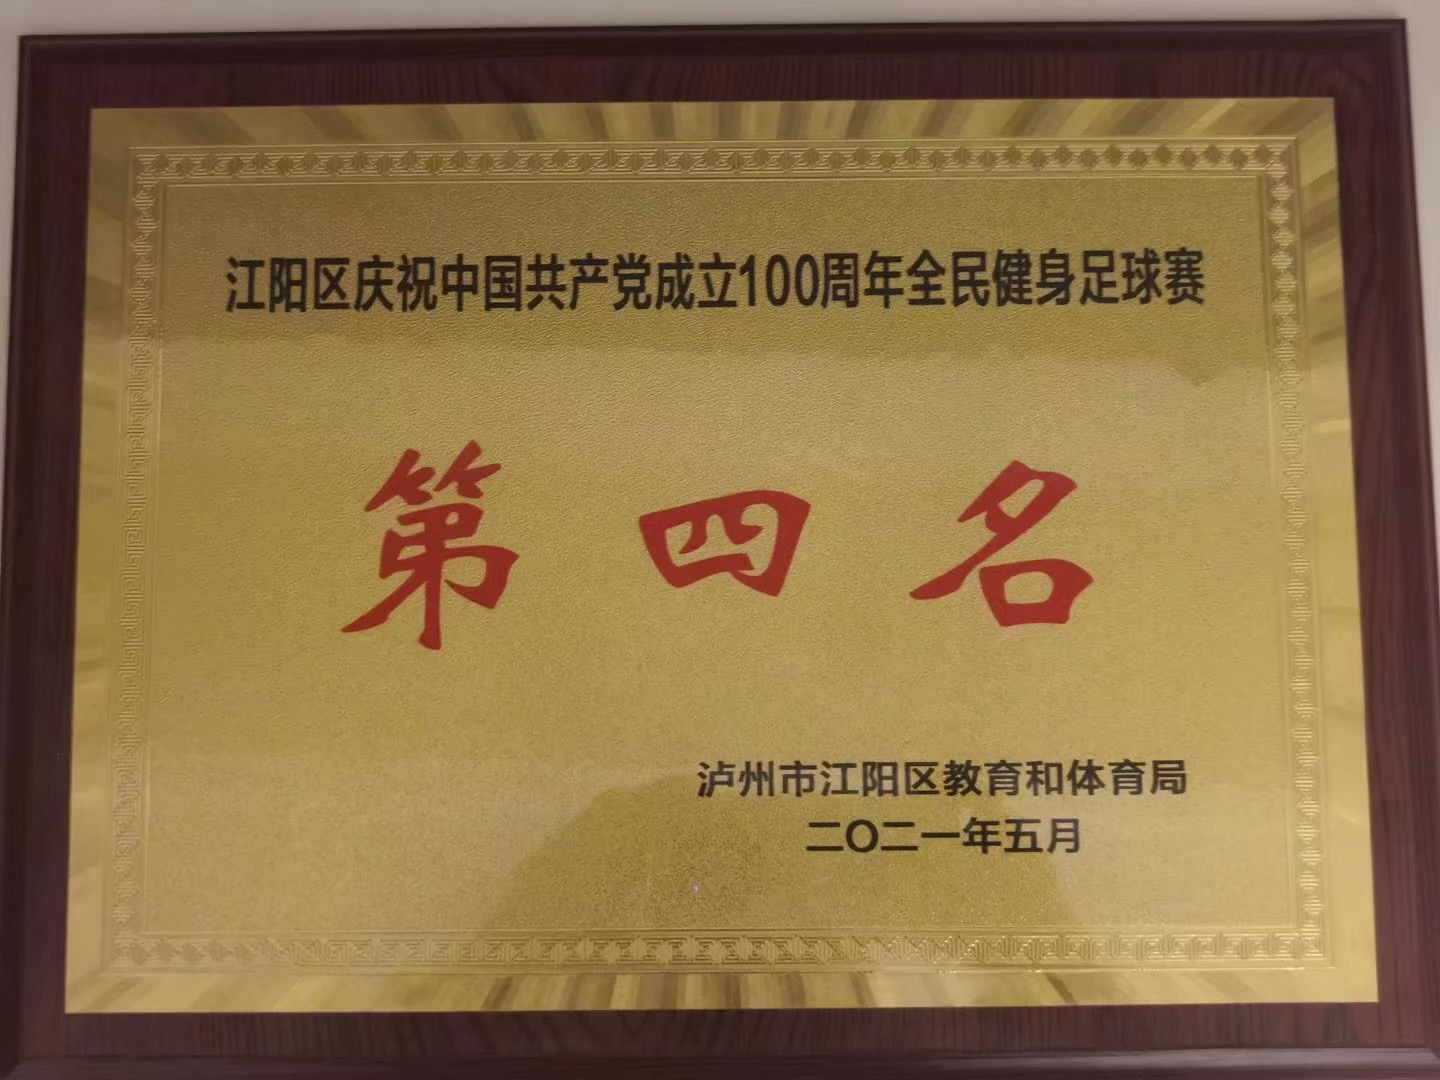 江阳区庆祝中国共产党成立100周年全民健身足球赛
第四名
泸州市江阳区教育和体育局
二〇二一年五月